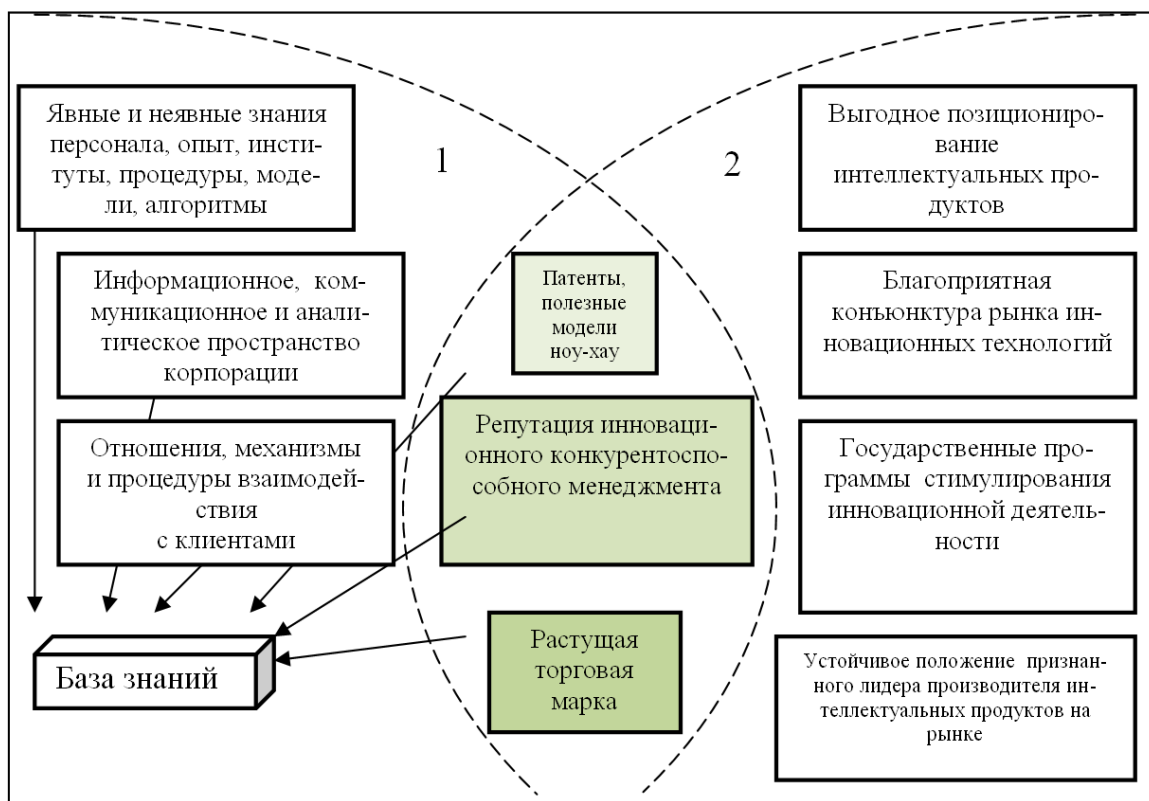 Явные и неявные знания
персонала, опыт, инсти-
туты, процедуры, моде-
ли, алгоритмы
1
2
Выгодное позициониро-
вание
интеллектуальных про-
дуктов
Информационное, ком-
муникационное и анали-
тическое пространство
корпорации
Патенты,
полезные
модели
ноу-хау
Благоприятная
конъюнктура рынка ин-
новационных технологий
Отношения, механизмы
и процедуры взаимодей-
ствия
с клиентами
Репутация инноваци-
онного конкурентоспо-
собного менеджмента
Государственные про-
граммы стимулирования
инновационной деятель-
ности
База знаний
Растущая
торговая
марка
Устойчивое положение признан-
ного лидера производителя ин-
теллектуальных продуктов на
рынке